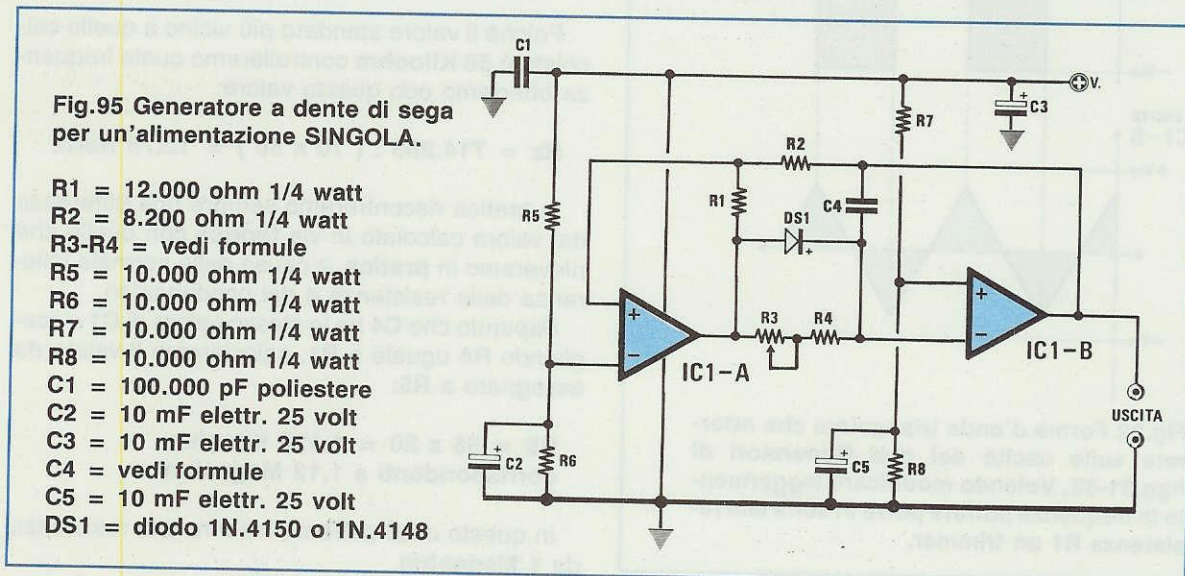 Fig.95 Generatore a dente di sega
per un'alimentazione SINGOLA.
R1 = 12.000 ohm 1/4 watt
R2 = 8.200 ohm 1/4 watt
R3-R4 = vedi formule
R5 = 10.000 ohm 1/4 watt
R6 = 10.000 ohm 1/4 watt
R7 = 10.000 ohm 1/4 watt
R8 = 10.000 ohm 1/4 watt
C1 = 100.000 pF poliestere
C2 = 10 mF elettr. 25 volt
C3 = 10 mF elettr. 25 volt
C4 = vedi formule
C5 = 10 mF elettr. 25 volt
DS1 = diodo 1N.4150 o 1N.4148
C1
V.
C3
R7
R2
R1
C4
DS1
R5
R3
R4
IC1-A
IC1-B
USCITA
C2
R6
C5
R8